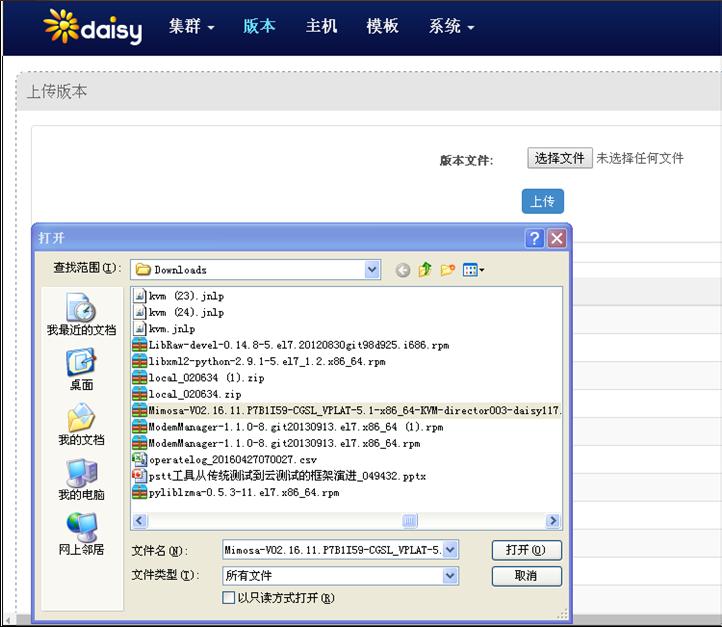 daisy 集群 版本 主机 模板 系统
上传版本
版本文件: 选择文件 未选择任何文件
上传
打开
查找范围(I): Downloads
我最近的文档
桌面
我的文档
我的电脑
网上邻居
kvm (23).jnlp
kvm (24).jnlp
kvm.jnlp
LibRaw-devel-0.14.8-5.el7.20120830git98d925.i686.rpm
libxml2-python-2.9.1-5.el7_1.2.x86_64.rpm
local_020634 (1).zip
local_020634.zip
Mimosa-V02.16.11.P7B1I59-CGSL_VPLAT-5.1-x86_64-KVM-director003-daisy117.
ModemManager-1.1.0-8.git20130913.el7.x86_64 (1).rpm
ModemManager-1.1.0-8.git20130913.el7.x86_64.rpm
operatelog_20160427070027.csv
pstt工具从传统测试到云测试的框架演进_049432.pptx
pyliblzma-0.5.3-11.el7.x86_64.rpm
文件名(N): Mimosa-V02.16.11.P7B1I59-CGSL_VPLAT-5. 打开(O)
文件类型(T): 所有文件 取消
以只读方式打开(R)